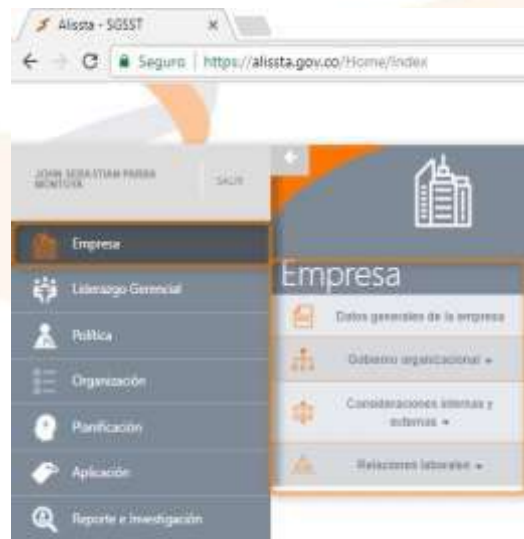 Alissta - SGSST
Seguro https://alissta.gov.co/Home/Index
JOHN SEBASTIAN PARRA
MONTOYA
SALIR
Empresa
Liderazgo Gerencial
Política
Organización
Planificación
Aplicación
Reporte e Investigación
Empresa
Datos generales de la empresa
Gobierno organizacional
Consideraciones internas y
externas
Relaciones laborales